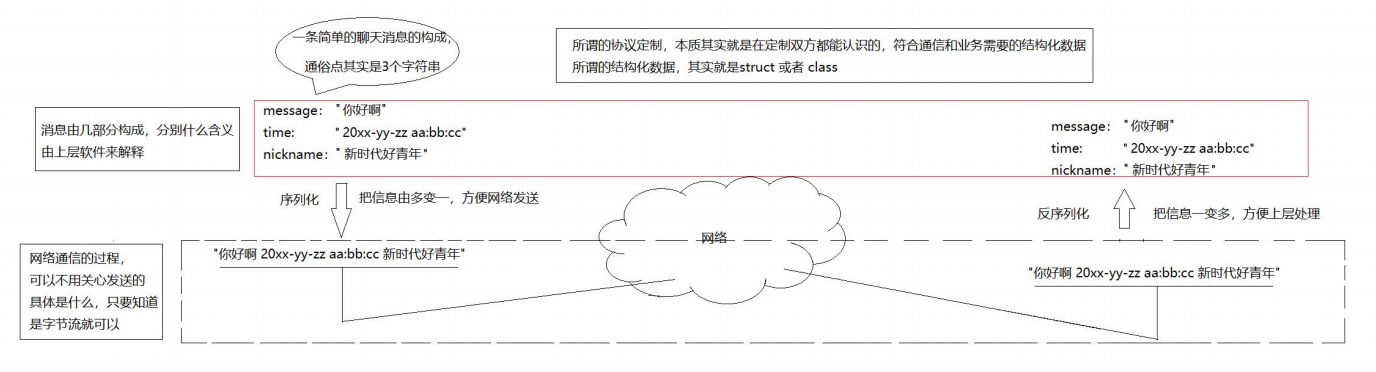 一条简单的聊天消息的构成，
通俗点其实是3个字符串
所谓的协议定制，本质其实就是在定制双方都能认识的，符合通信和业务需要的结构化数据
所谓的结构化数据，其实就是struct 或者 class
消息由几部分构成，分别什么含义
由上层软件来解释
message： "你好啊"
time: " 20xx-yy-zz aa:bb:cc"
nickname： " 新时代好青年"
message： "你好啊"
time: " 20xx-yy-zz aa:bb:cc"
nickname： " 新时代好青年"
序列化
把信息由多变一，方便网络发送
反序列化
把信息一变多，方便上层处理
网络
网络通信的过程，
可以不用关心发送的
具体是什么，只要知道
是字节流就可以
"你好啊 20xx-yy-zz aa:bb:cc 新时代好青年"
"你好啊 20xx-yy-zz aa:bb:cc 新时代好青年"